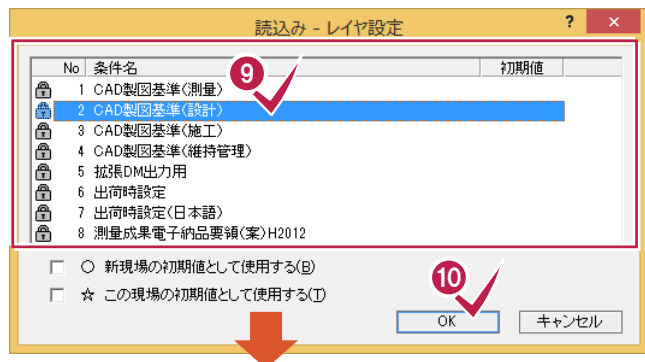 読込み - レイヤ設定 ? ×
No 条件名 初期値
9
1 CAD製図基準(測量)
2 CAD製図基準(設計)
3 CAD製図基準(施工)
4 CAD製図基準(維持管理)
5 拡張DM出力用
6 出荷時設定
7 出荷時設定(日本語)
8 測量成果電子納品要領(案)H2012
○ 新現場の初期値として使用する(B)
☆ この現場の初期値として使用する(T)
10
OK キャンセル